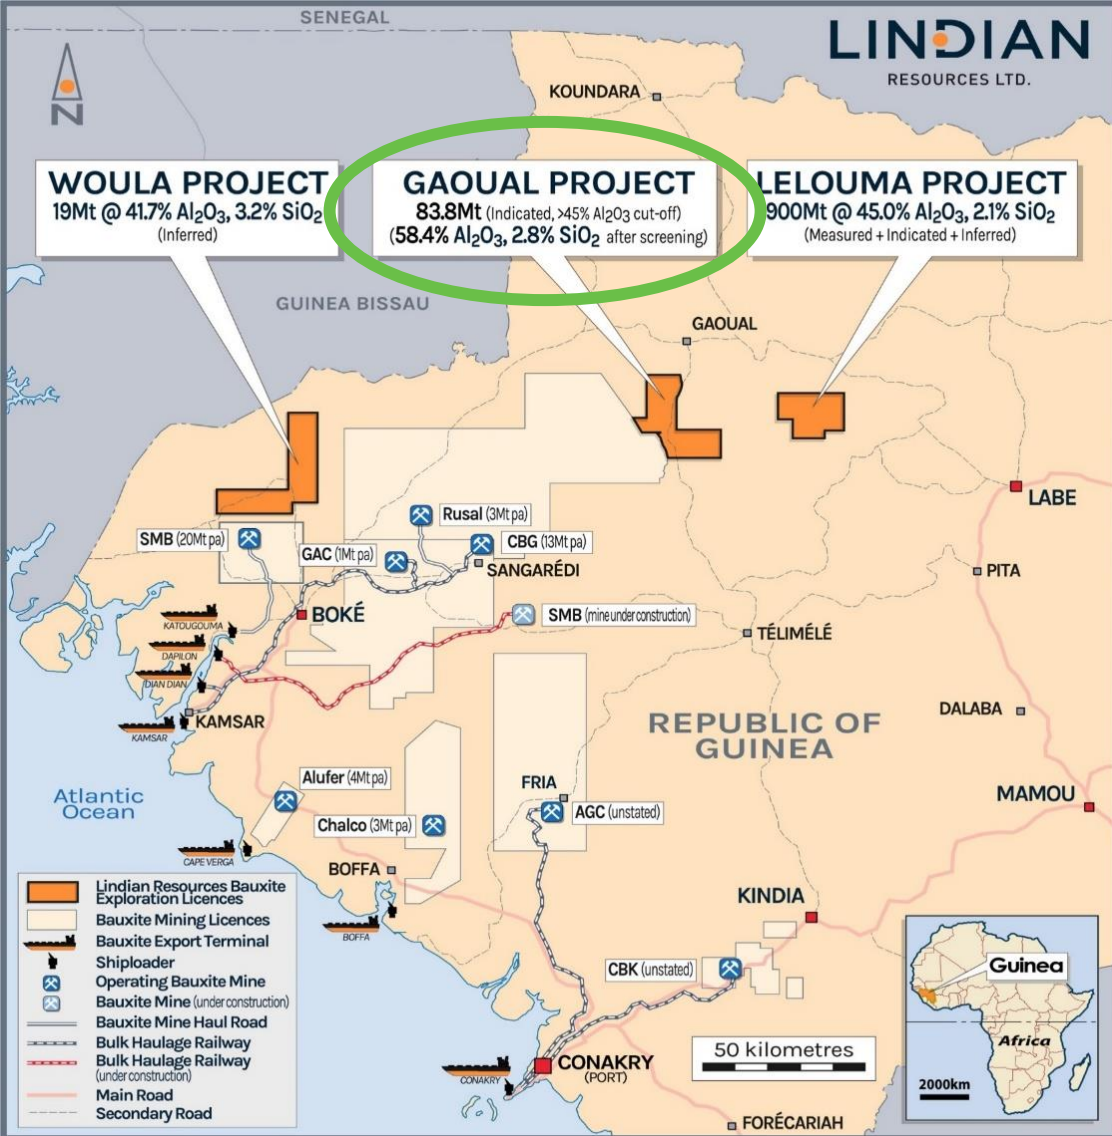 SENEGAL
LINDIAN
RESOURCES LTD.
N
KOUNDARA
WOULA PROJECT
19Mt @ 41.7% Al₂O₃, 3.2% SiO₂
(Inferred)
GAOUAL PROJECT
83.8Mt (Indicated, >45% Al₂O₃ cut-off)
(58.4% Al₂O₃, 2.8% SiO₂ after screening)
LELOUMA PROJECT
900Mt @ 45.0% Al₂O₃, 2.1% SiO₂
(Measured + Indicated + Inferred)
GUINEA BISSAU
GAOUAL
LABE
Rusal (3Mt pa)
SMB (20Mt pa)
GAC (1Mt pa)
CBG (13Mt pa)
SANGARÉDI
PITA
BOKÉ
SMB (mine under construction)
KATOUGOUMA
TÉLIMÉLÉ
DAPILON
DIAN DIAN
KAMSAR
KAMSAR
DALABA
REPUBLIC OF
GUINEA
Alufer (4Mt pa)
FRIA
Atlantic
Ocean
MAMOU
Chalco (3Mt pa)
AGC (unstated)
CAPE VERGA
BOFFA
Lindian Resources Bauxite
Exploration Licences
Bauxite Mining Licences
Bauxite Export Terminal
Shiploader
Operating Bauxite Mine
Bauxite Mine (under construction)
Bauxite Mine Haul Road
Bulk Haulage Railway
Bulk Haulage Railway
(under construction)
Main Road
Secondary Road
BOFFA
KINDIA
CBK (unstated)
Guinea
Africa
2000km
50 kilometres
CONAKRY
CONAKRY
(PORT)
FORÉCARIAH